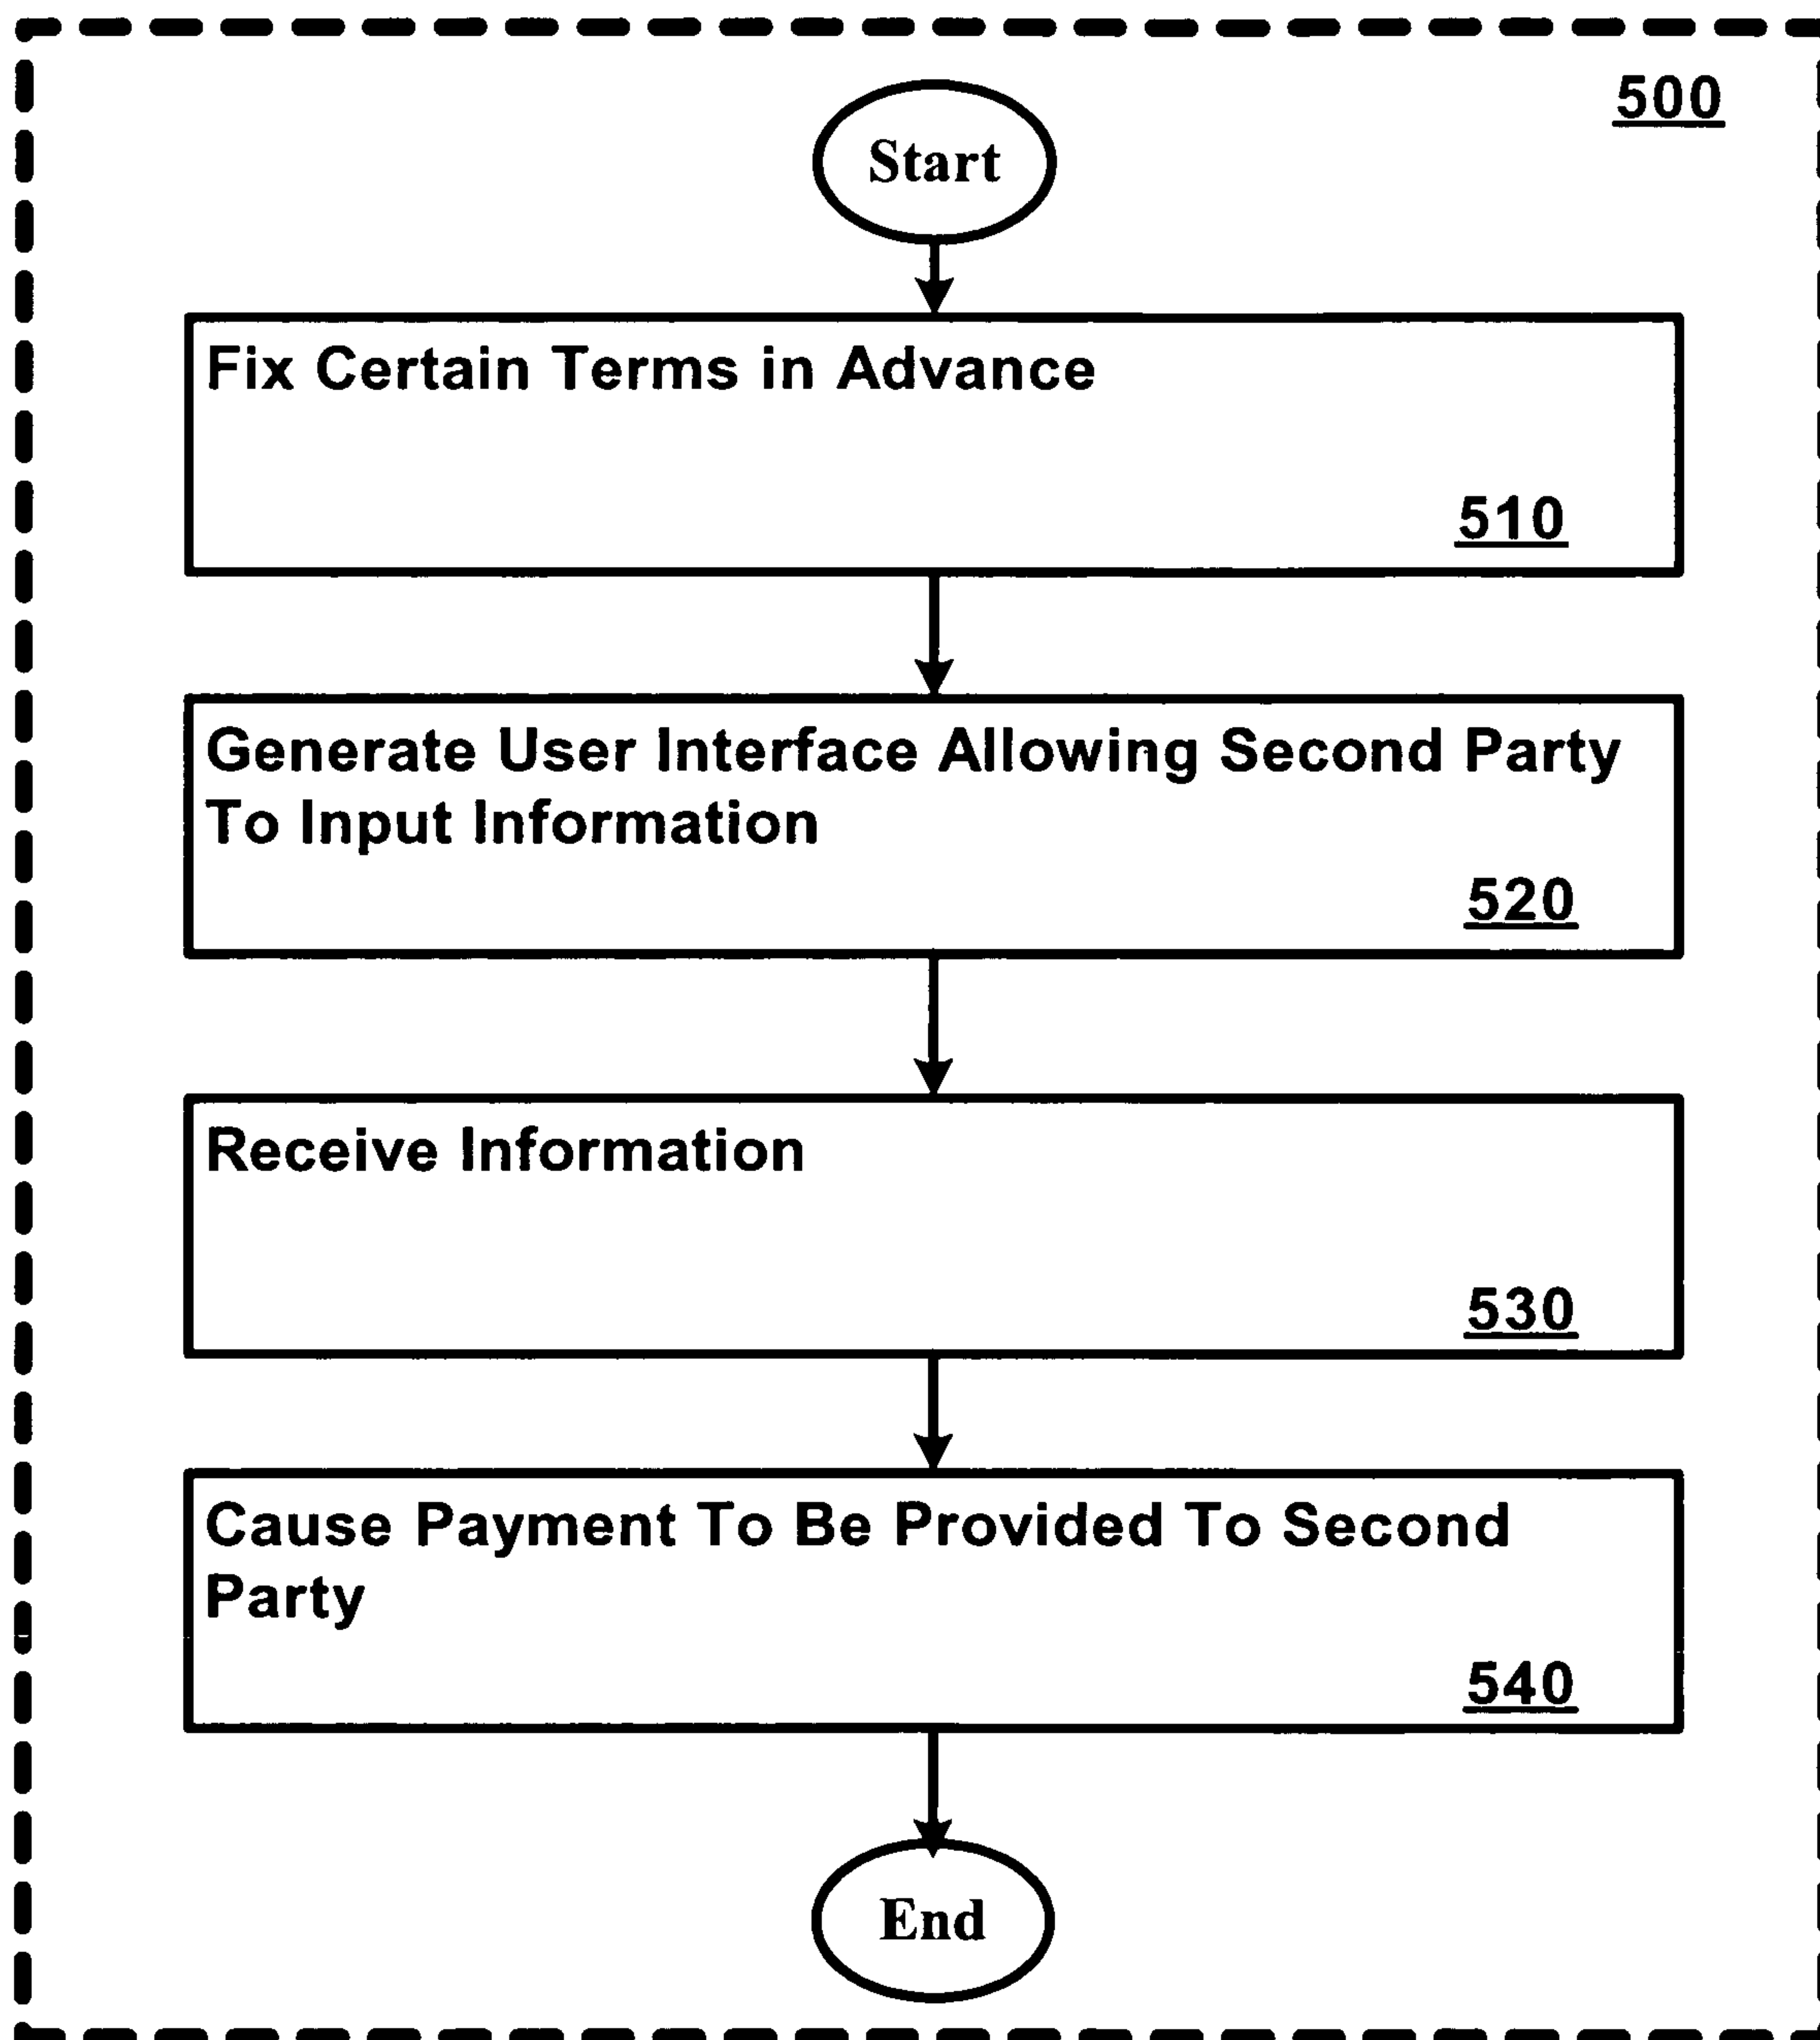 500
Start
Fix Certain Terms in Advance
510
Generate User Interface Allowing Second Party
To Input Information
520
Receive Information
530
Cause Payment To Be Provided To Second
Party
540
End